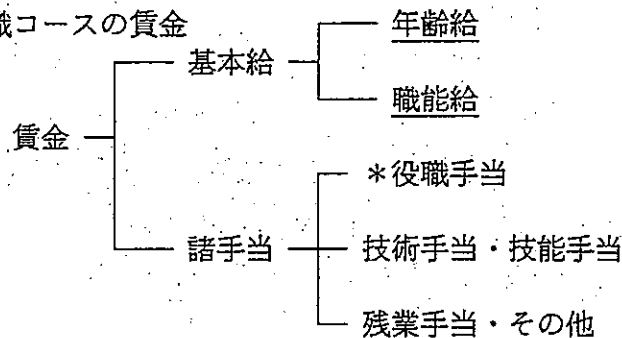 職コースの賃金
年齢給
基本給
職能給
賃金
＊役職手当
諸手当
技術手当・技能手当
残業手当・その他